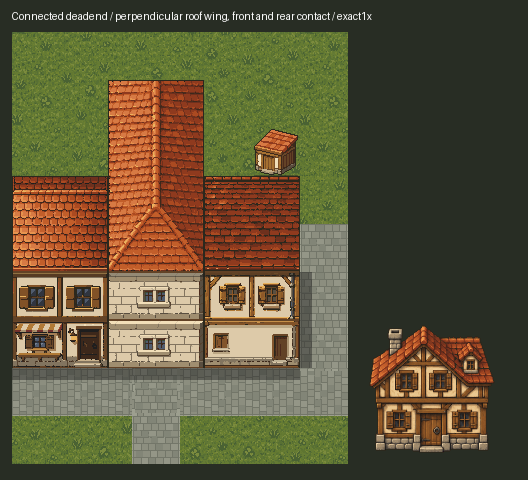 Connected deadend / perpendicular roof wing, front and rear contact / exact1x